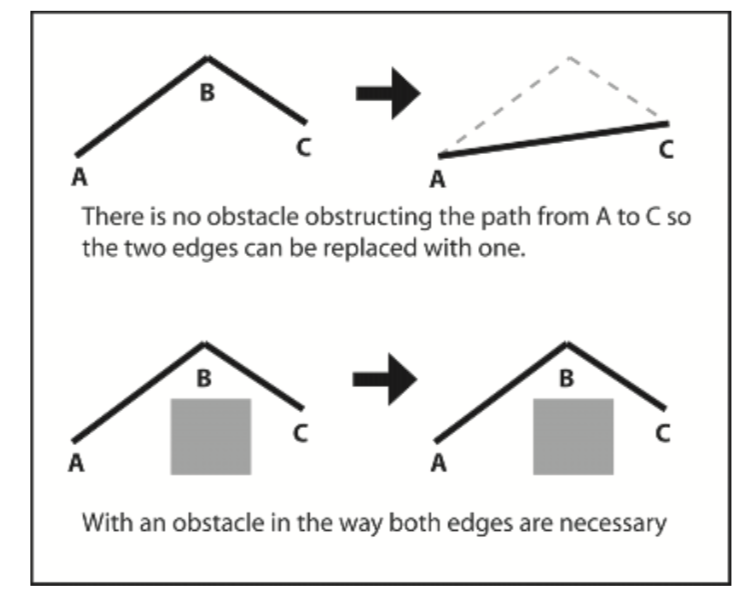 B
C
A
C
A
There is no obstacle obstructing the path from A to C so
the two edges can be replaced with one.
B
C
A
B
C
A
With an obstacle in the way both edges are necessary